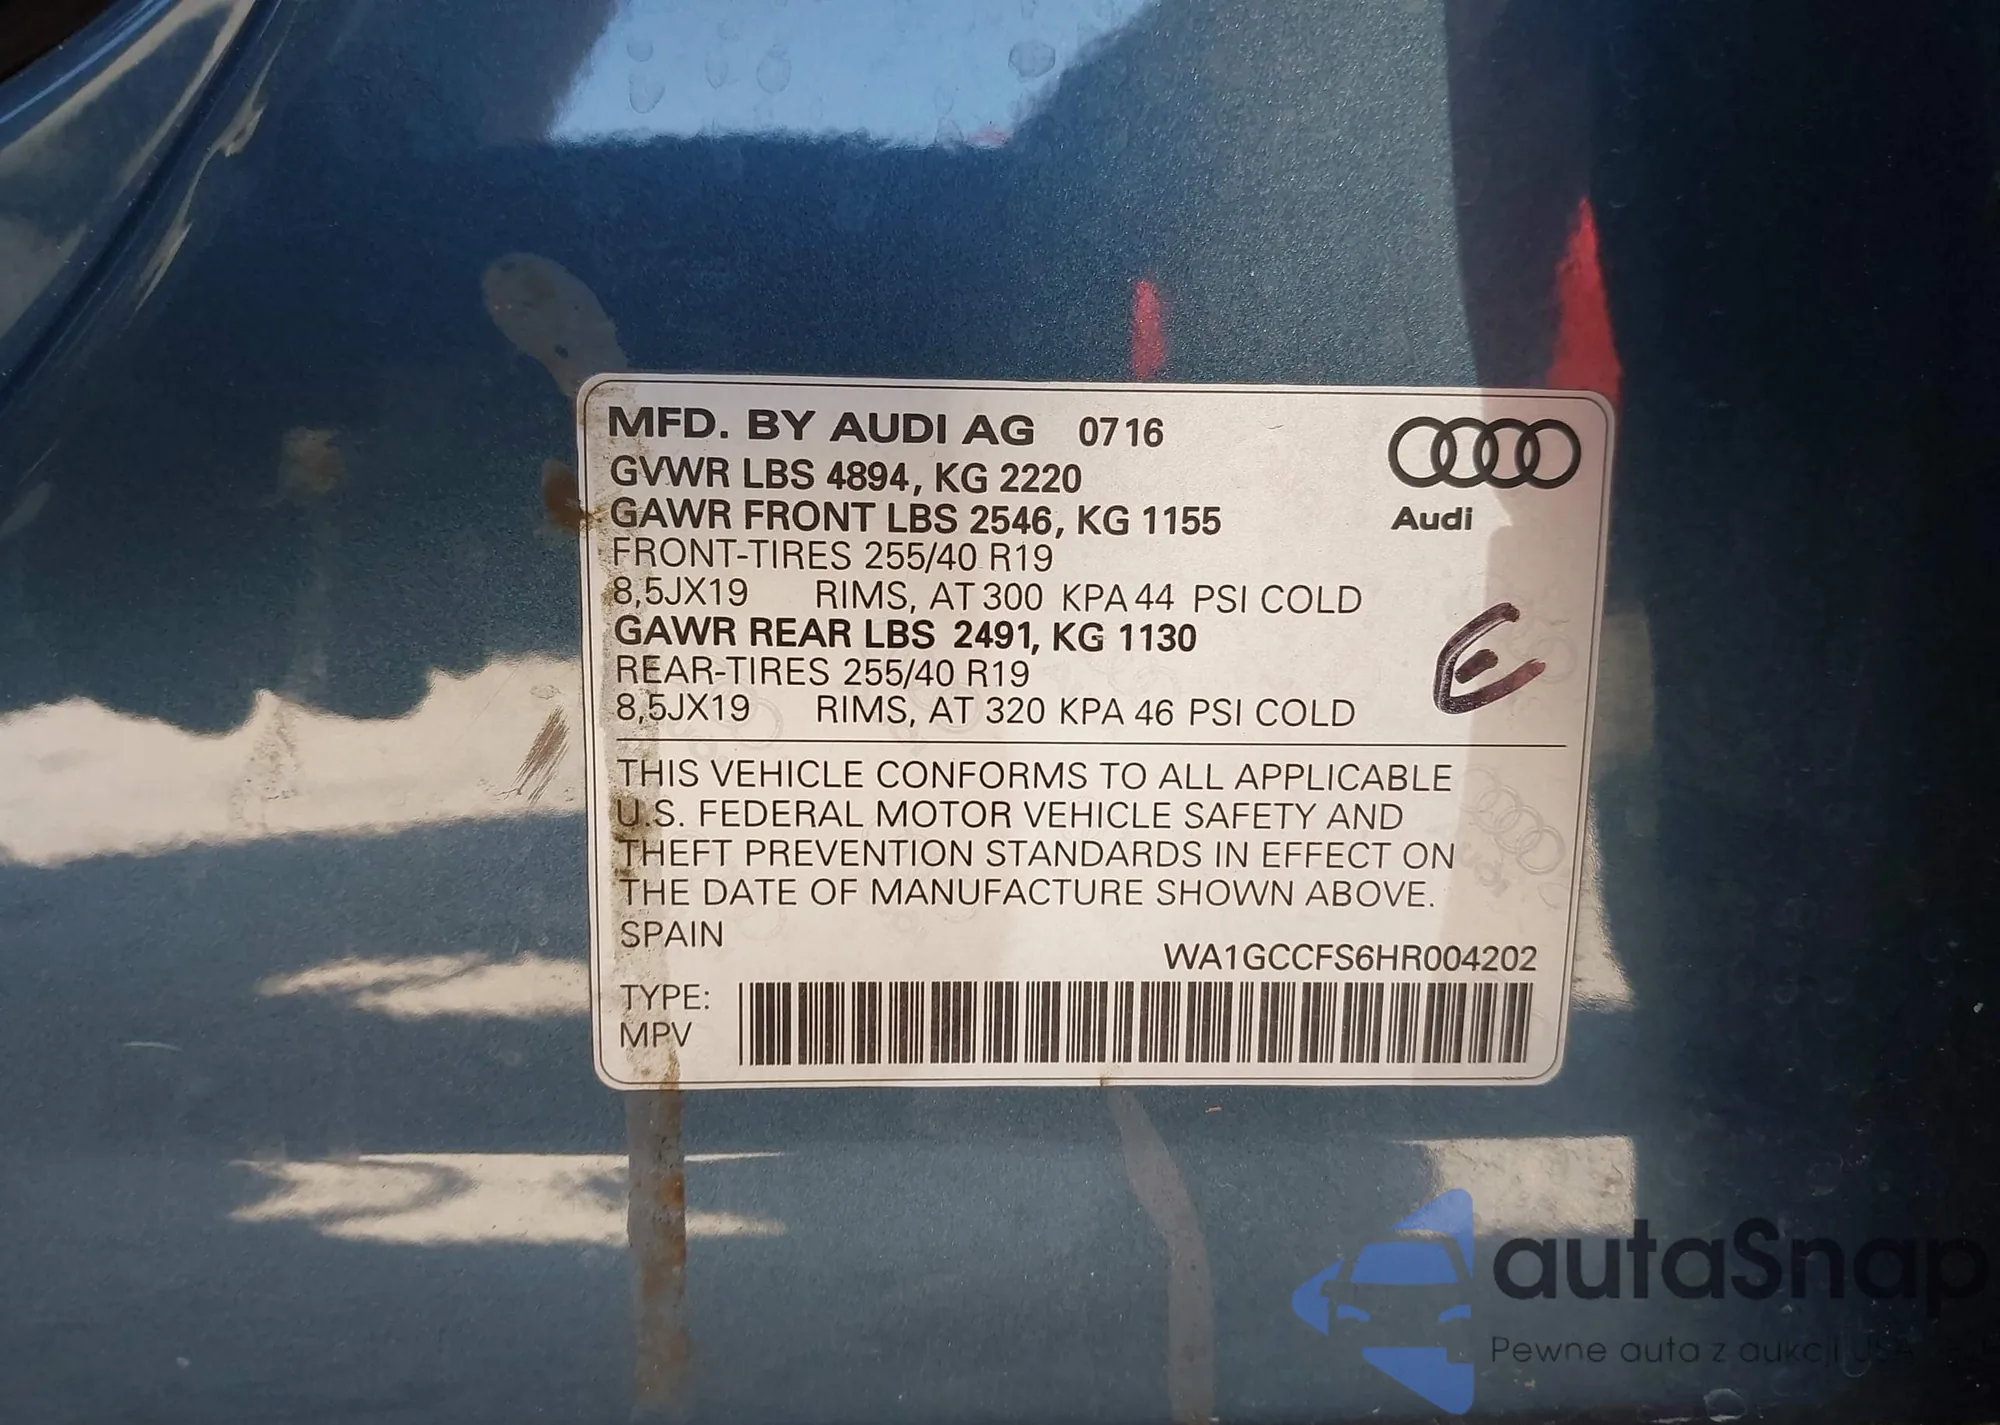 MFD. BY AUDI AG 0716
GVWR LBS 4894, KG 2220
GAWR FRONT LBS 2546, KG 1155
FRONT-TIRES 255/40 R19
8,5JX19 RIMS, AT 300 KPA 44 PSI COLD
GAWR REAR LBS 2491, KG 1130
REAR-TIRES 255/40 R19
8,5JX19 RIMS, AT 320 KPA 46 PSI COLD
Audi
THIS VEHICLE CONFORMS TO ALL APPLICABLE
U.S. FEDERAL MOTOR VEHICLE SAFETY AND
THEFT PREVENTION STANDARDS IN EFFECT ON
THE DATE OF MANUFACTURE SHOWN ABOVE.
SPAIN
WA1GCCFS6HR004202
TYPE:
MPV
autaSnap
Pewne auta z aukcji USA